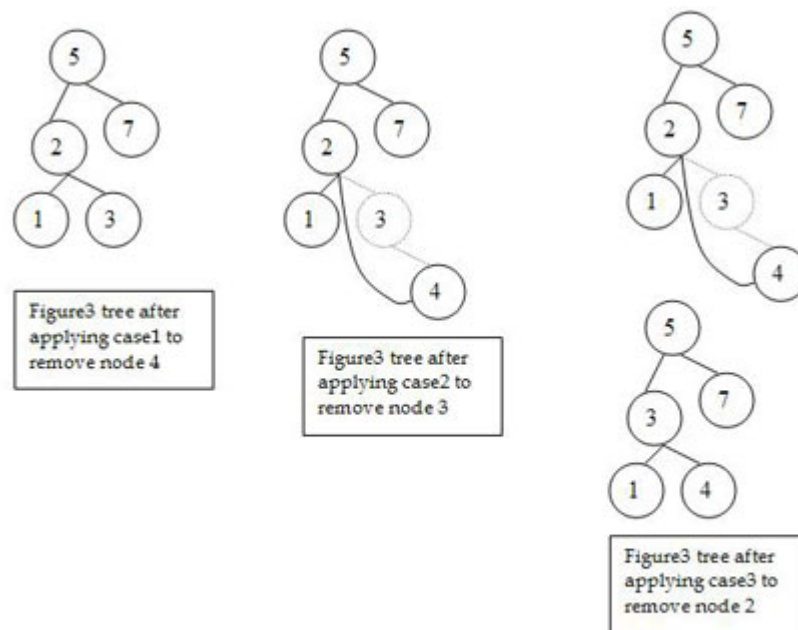 5
2
7
1
3
Figure3 tree after
applying case1 to
remove node 4
5
2
7
1
3
4
Figure3 tree after
applying case2 to
remove node 3
5
2
7
1
3
4
5
3
7
1
4
Figure3 tree after
applying case3 to
remove node 2